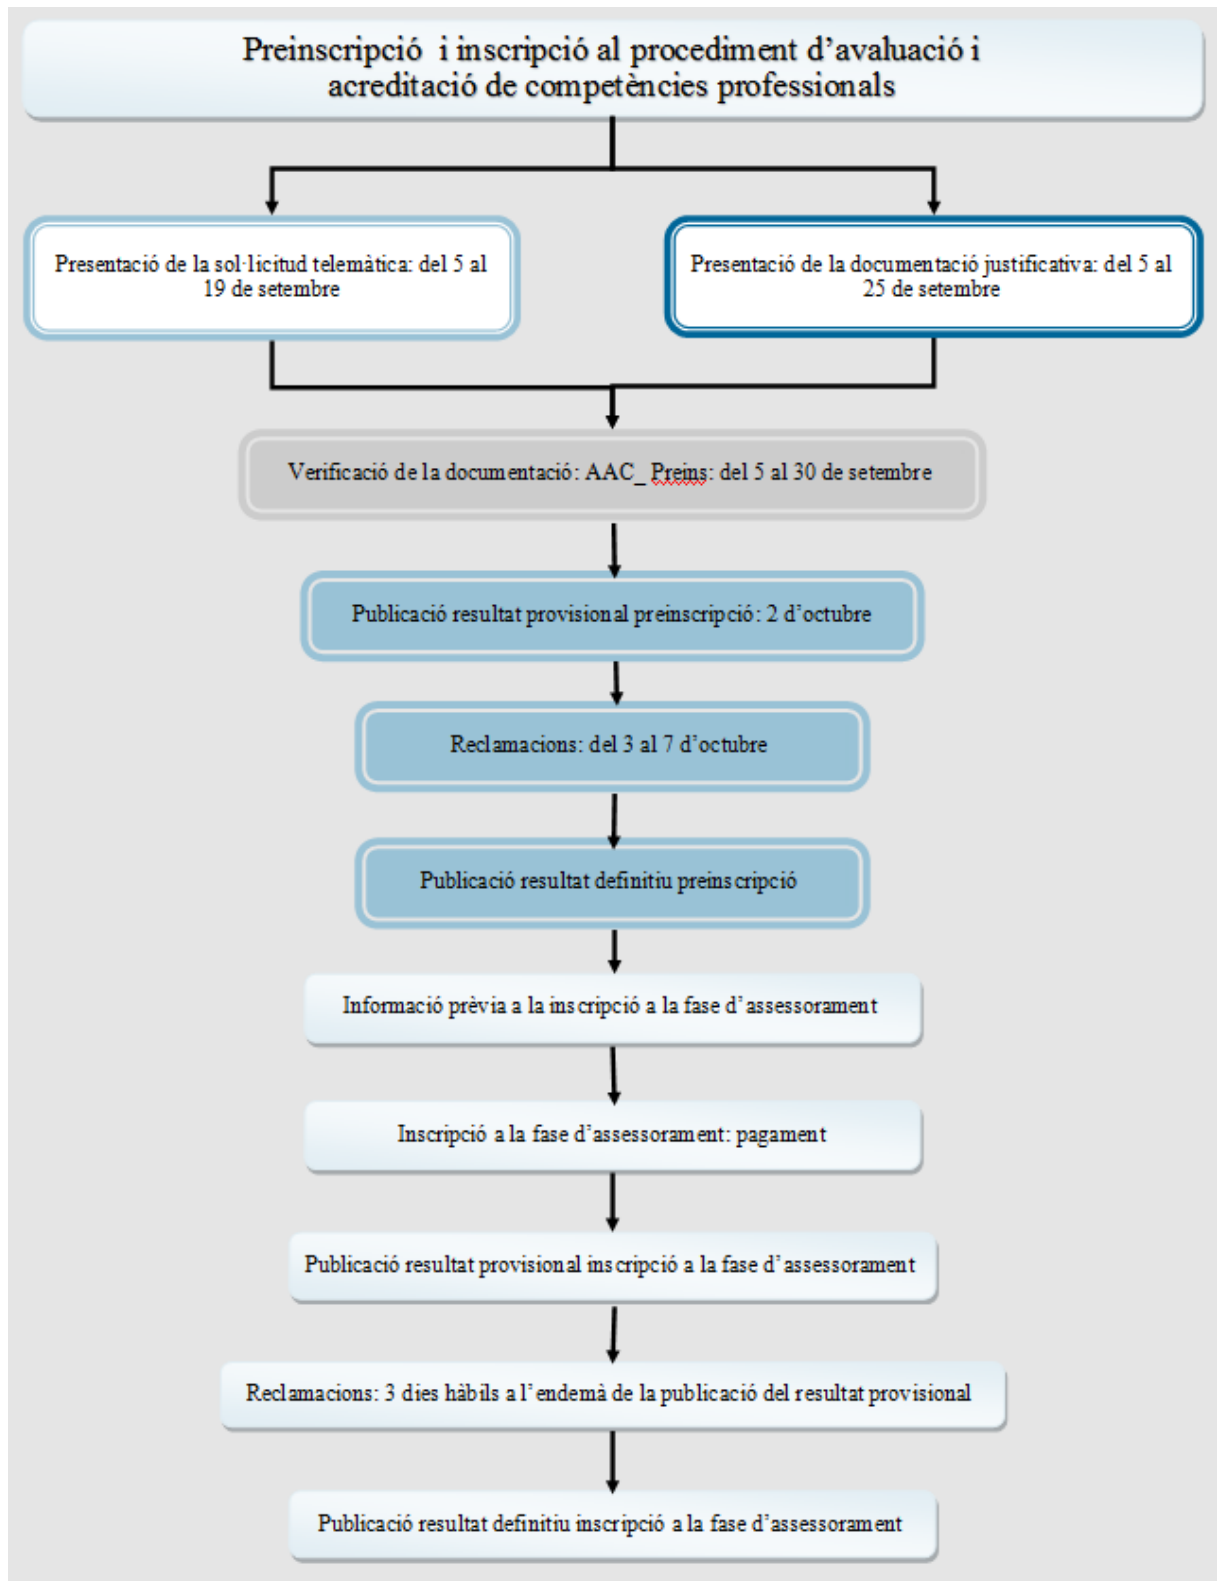 Preinscripció i inscripció al procediment d’avaluació i
acreditació de competències professionals
Presentació de la sol·licitud telemàtica: del 5 al
19 de setembre
Presentació de la documentació justificativa: del 5 al
25 de setembre
Verificació de la documentació: AAC_ Preins: del 5 al 30 de setembre
Publicació resultat provisional preinscripció: 2 d’octubre
Reclamacions: del 3 al 7 d’octubre
Publicació resultat definitiu preinscripció
Informació prèvia a la inscripció a la fase d’assessorament
Inscripció a la fase d’assessorament: pagament
Publicació resultat provisional inscripció a la fase d’assessorament
Reclamacions: 3 dies hàbils a l’endemà de la publicació del resultat provisional
Publicació resultat definitiu inscripció a la fase d’assessorament